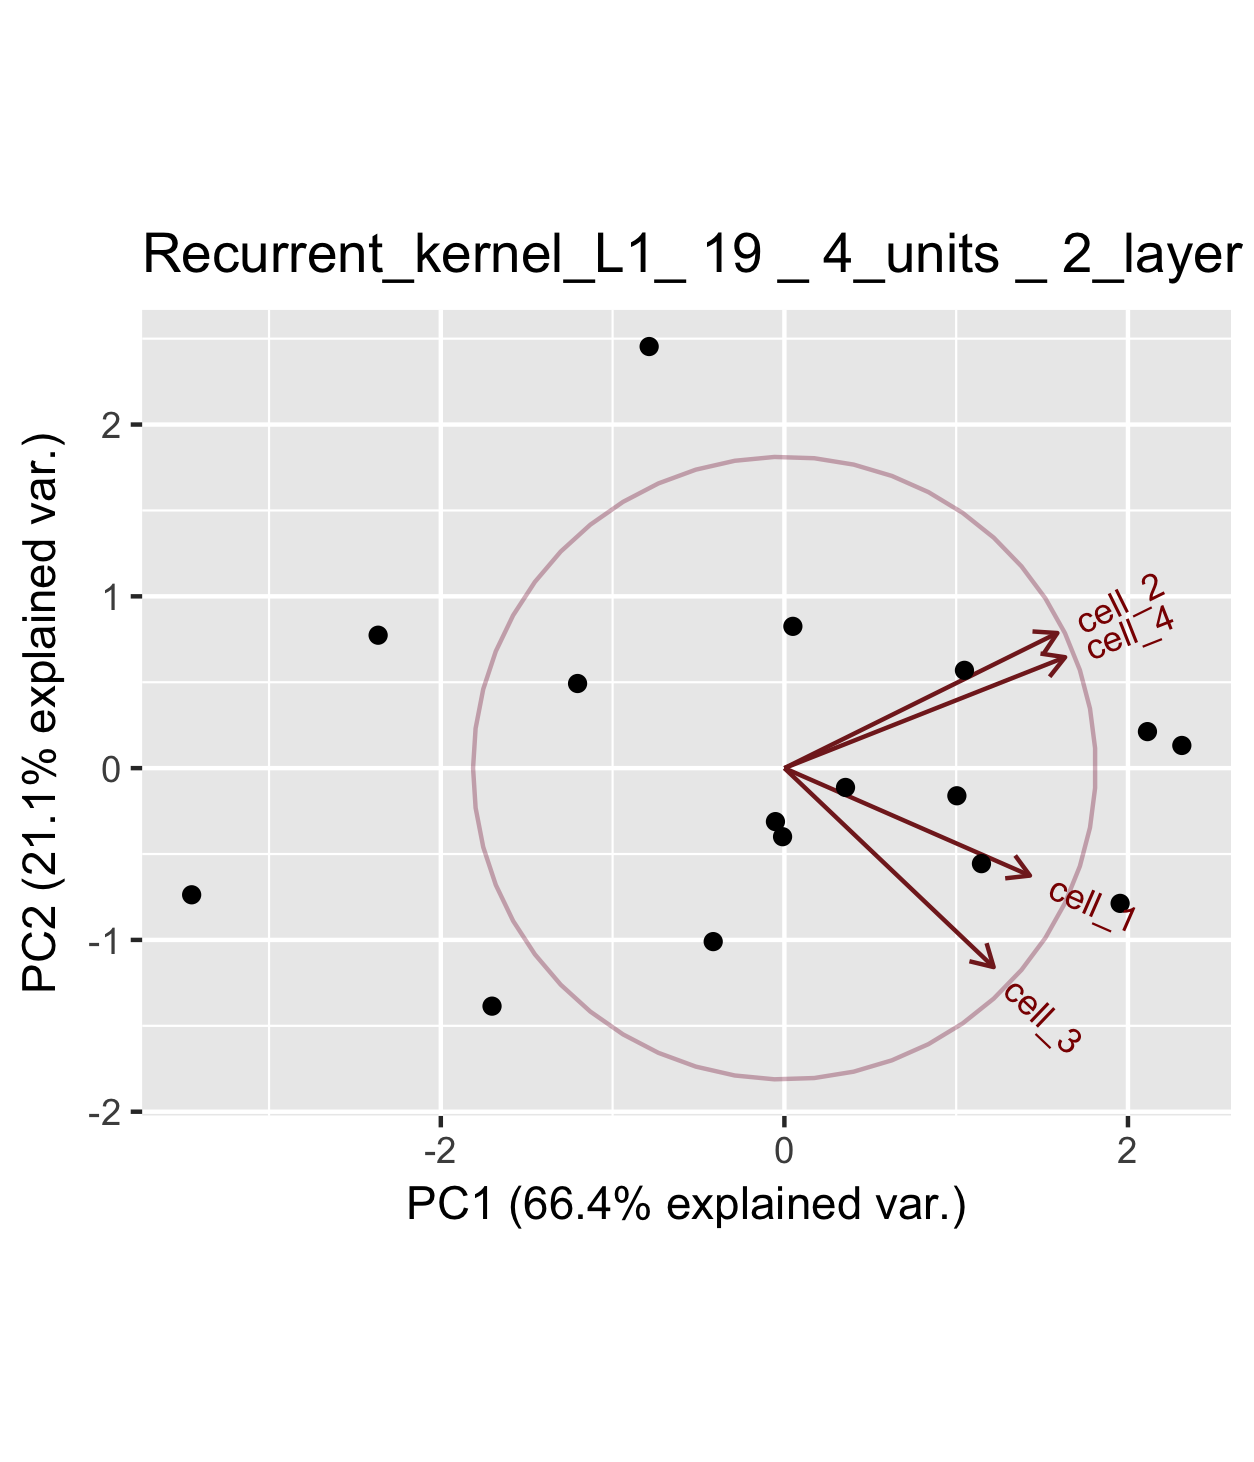 Recurrent_kernel_L1_ 19 _ 4_units _ 2_layer
PC2 (21.1% explained var.)
2
1
0
-1
-2
cell_2
cell_4
cell_1
cell_3
-2
0
2
PC1 (66.4% explained var.)